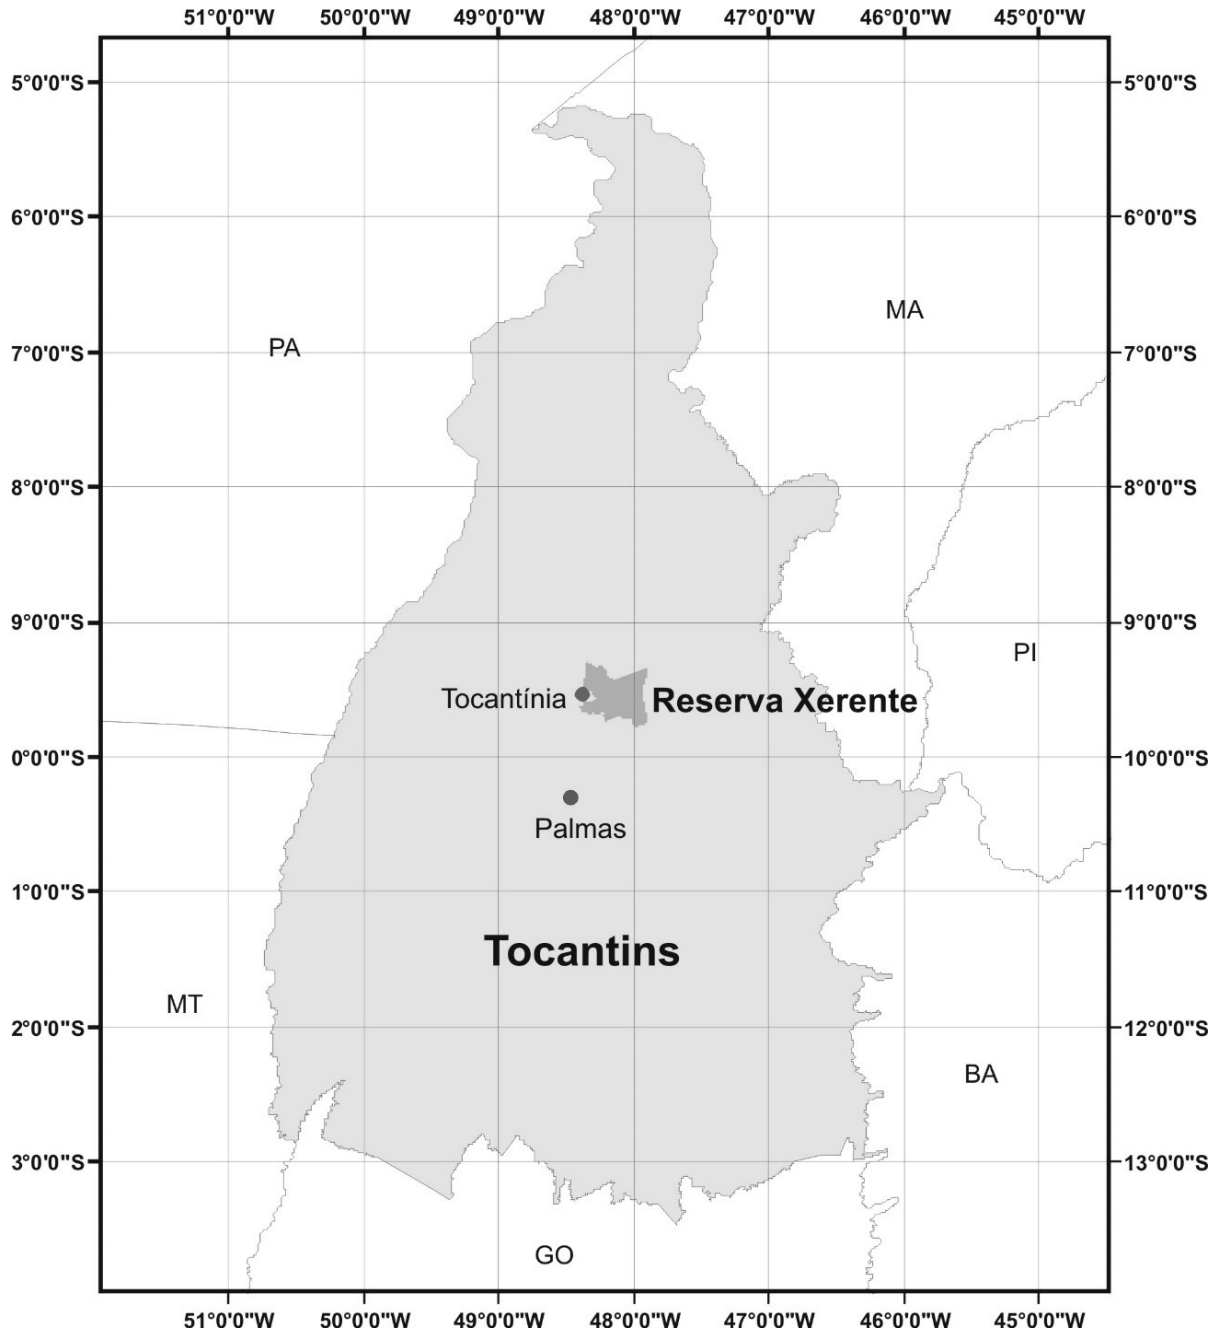 51°0'0"W 50°0'0"W 49°0'0"W 48°0'0"W 47°0'0"W 46°0'0"W 45°0'0"W
5°0'0"S 5°0'0"S
6°0'0"S 6°0'0"S
MA
PA
7°0'0"S 7°0'0"S
8°0'0"S 8°0'0"S
9°0'0"S 9°0'0"S
PI
Tocantínia Reserva Xerente
0°0'0"S 10°0'0"S
Palmas
1°0'0"S 11°0'0"S
Tocantins
MT
2°0'0"S 12°0'0"S
BA
3°0'0"S 13°0'0"S
GO
51°0'0"W 50°0'0"W 49°0'0"W 48°0'0"W 47°0'0"W 46°0'0"W 45°0'0"W